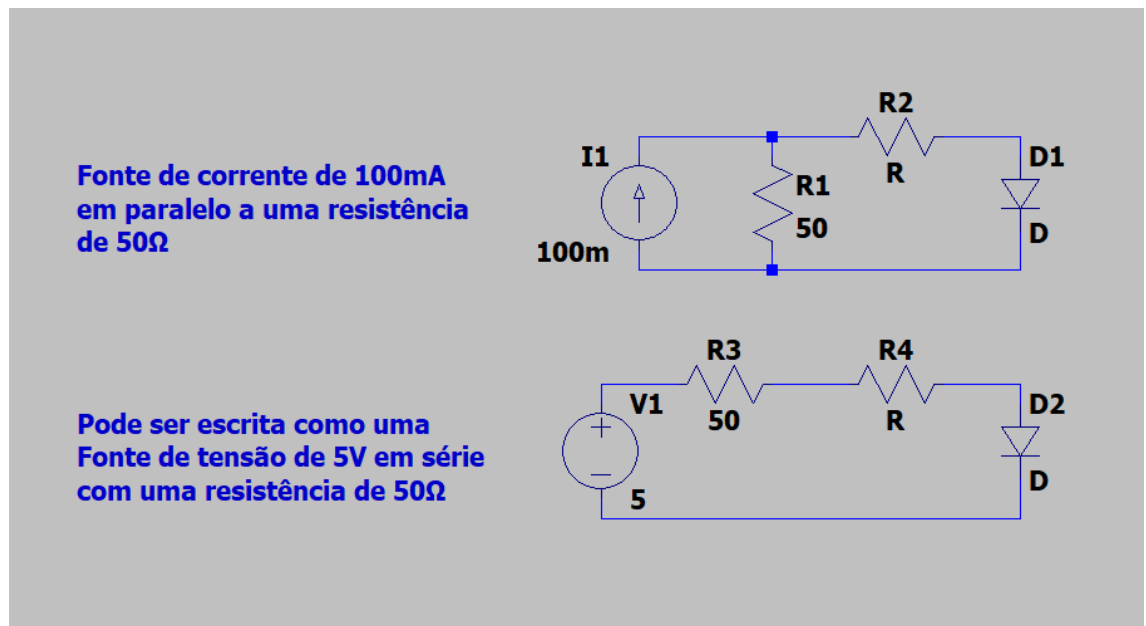 Fonte de corrente de 100mA
em paralelo a uma resistência
de 50Ω
I1
100m
R1
50
R2
R
D1
D
Pode ser escrita como uma
Fonte de tensão de 5V em série
com uma resistência de 50Ω
V1
5
R3
50
R4
R
D2
D